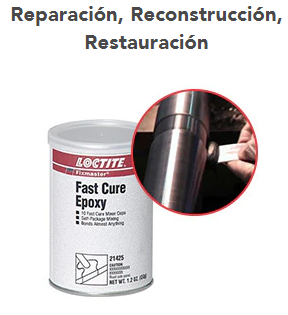 Reparación, Reconstrucción,
Restauración
LOCTITE
Fixmaster
Fast Cure
Epoxy
10 Fast Cure Mixer Cups
Self-Package Mixing
Bonds Almost Anything
21425
CAUTION
NET WT. 1.2 OZ.